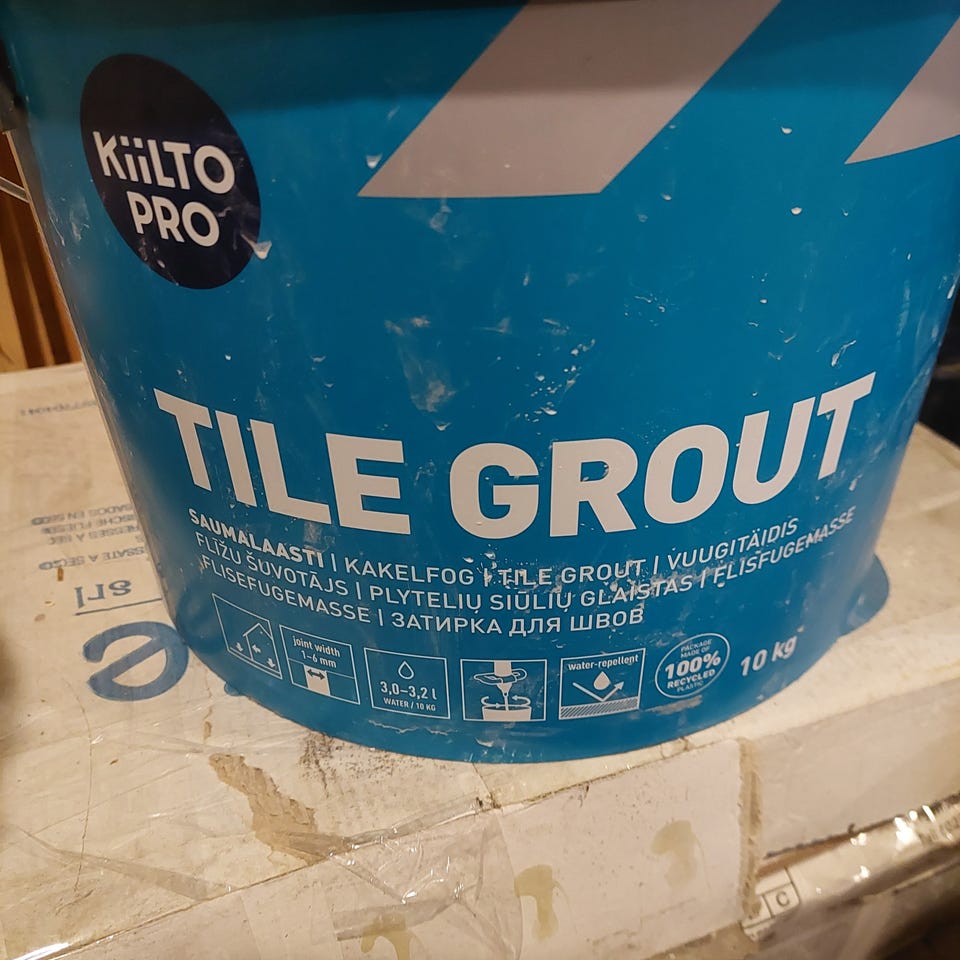 KiiLTO
PRO
TILE GROUT
SAUMALAASTI | KAKELFOG | TILE GROUT | VUUGITÄIDIS
FLĪŽU ŠUVOTĀJS | PLYTELIŲ SIŪLIŲ GLAISTAS | FLISFUGEMASSE
FLISEFUGEMASSE | ЗАТИРКА ДЛЯ ШВОВ
joint width
1–6 mm
3,0–3,2 l
WATER / 10 KG
water-repellent
PACKAGE
MADE OF
100%
RECYCLED
PLASTIC
10 kg
C